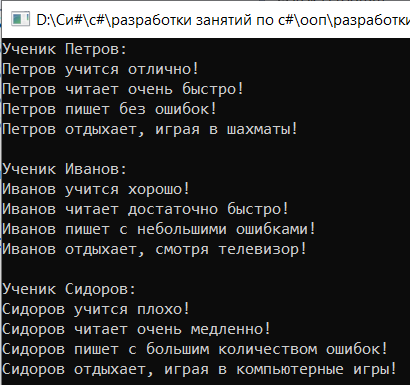 D:\Си#\c#\разработки занятий по c#\ооп\разработки
Ученик Петров:
Петров учится отлично!
Петров читает очень быстро!
Петров пишет без ошибок!
Петров отдыхает, играя в шахматы!
Ученик Иванов:
Иванов учится хорошо!
Иванов читает достаточно быстро!
Иванов пишет с небольшими ошибками!
Иванов отдыхает, смотря телевизор!
Ученик Сидоров:
Сидоров учится плохо!
Сидоров читает очень медленно!
Сидоров пишет с большим количеством ошибок!
Сидоров отдыхает, играя в компьютерные игры!